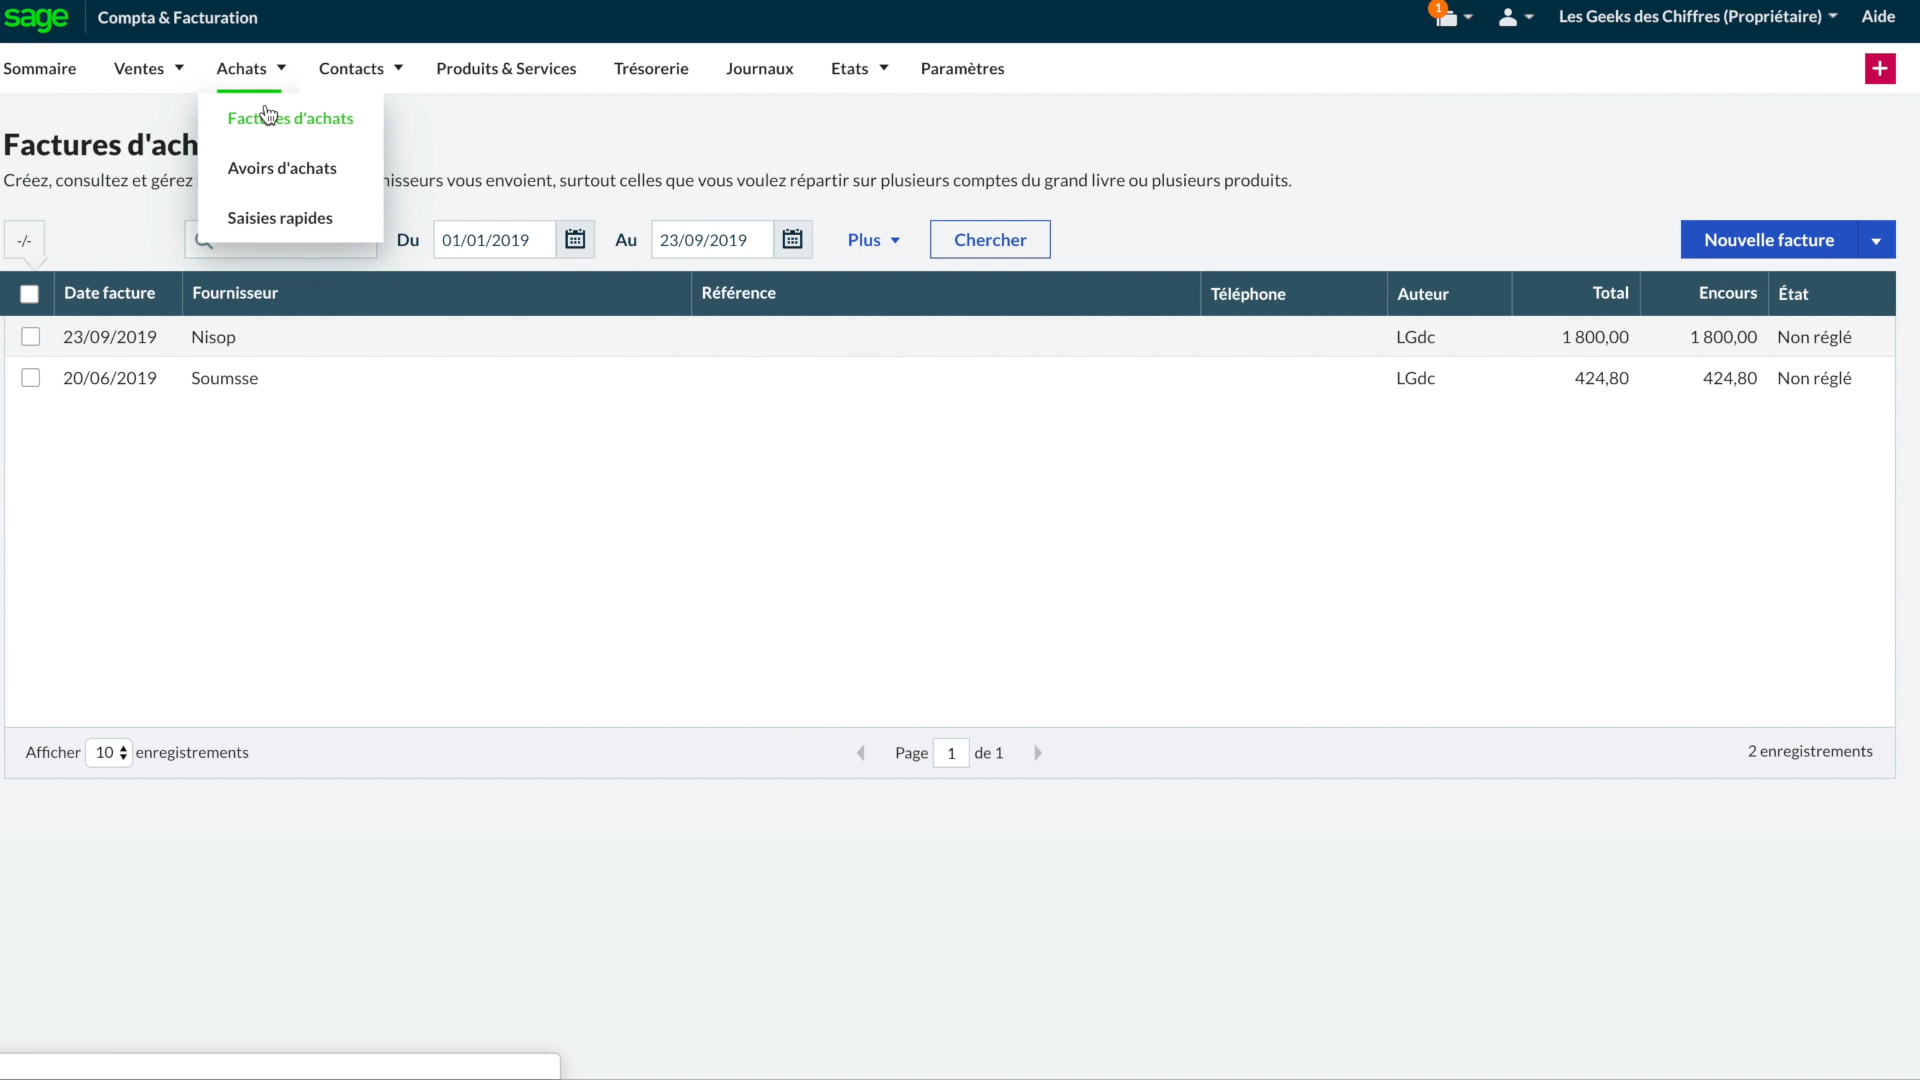 sage Compta & Facturation 1 Les Geeks des Chiffres (Propriétaire) Aide
Sommaire Ventes Achats Contacts Produits & Services Trésorerie Journaux Etats Paramètres +
Factures d'achats
Factures d'ach
Avoirs d'achats
Créez, consultez et gérez nisseurs vous envoient, surtout celles que vous voulez répartir sur plusieurs comptes du grand livre ou plusieurs produits.
Saisies rapides
-/- Du 01/01/2019 Au 23/09/2019 Plus Chercher Nouvelle facture
Date facture Fournisseur Référence Téléphone Auteur Total Encours État
23/09/2019 Nisop LGdc 1 800,00 1 800,00 Non réglé
20/06/2019 Soumsse LGdc 424,80 424,80 Non réglé
Afficher 10 enregistrements Page 1 de 1 2 enregistrements